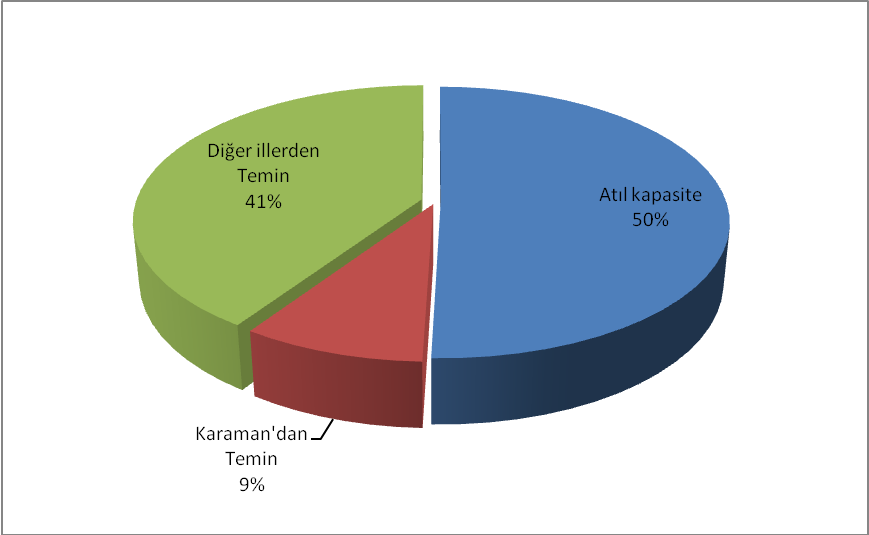 Diğer illerden
Temin
41%
Atıl kapasite
50%
Karaman'dan
Temin
9%